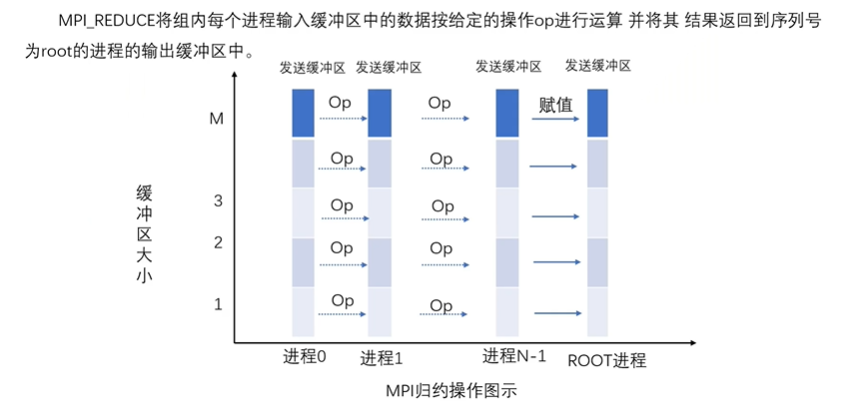 MPI_REDUCE将组内每个进程输入缓冲区中的数据按给定的操作op进行运算 并将其 结果返回到序列号
为root的进程的输出缓冲区中。
发送缓冲区 发送缓冲区 发送缓冲区 发送缓冲区
M Op Op 赋值
Op Op
3 Op Op
2 Op Op
1 Op Op
缓冲区大小
进程0 进程1 进程N-1 ROOT进程
MPI归约操作图示